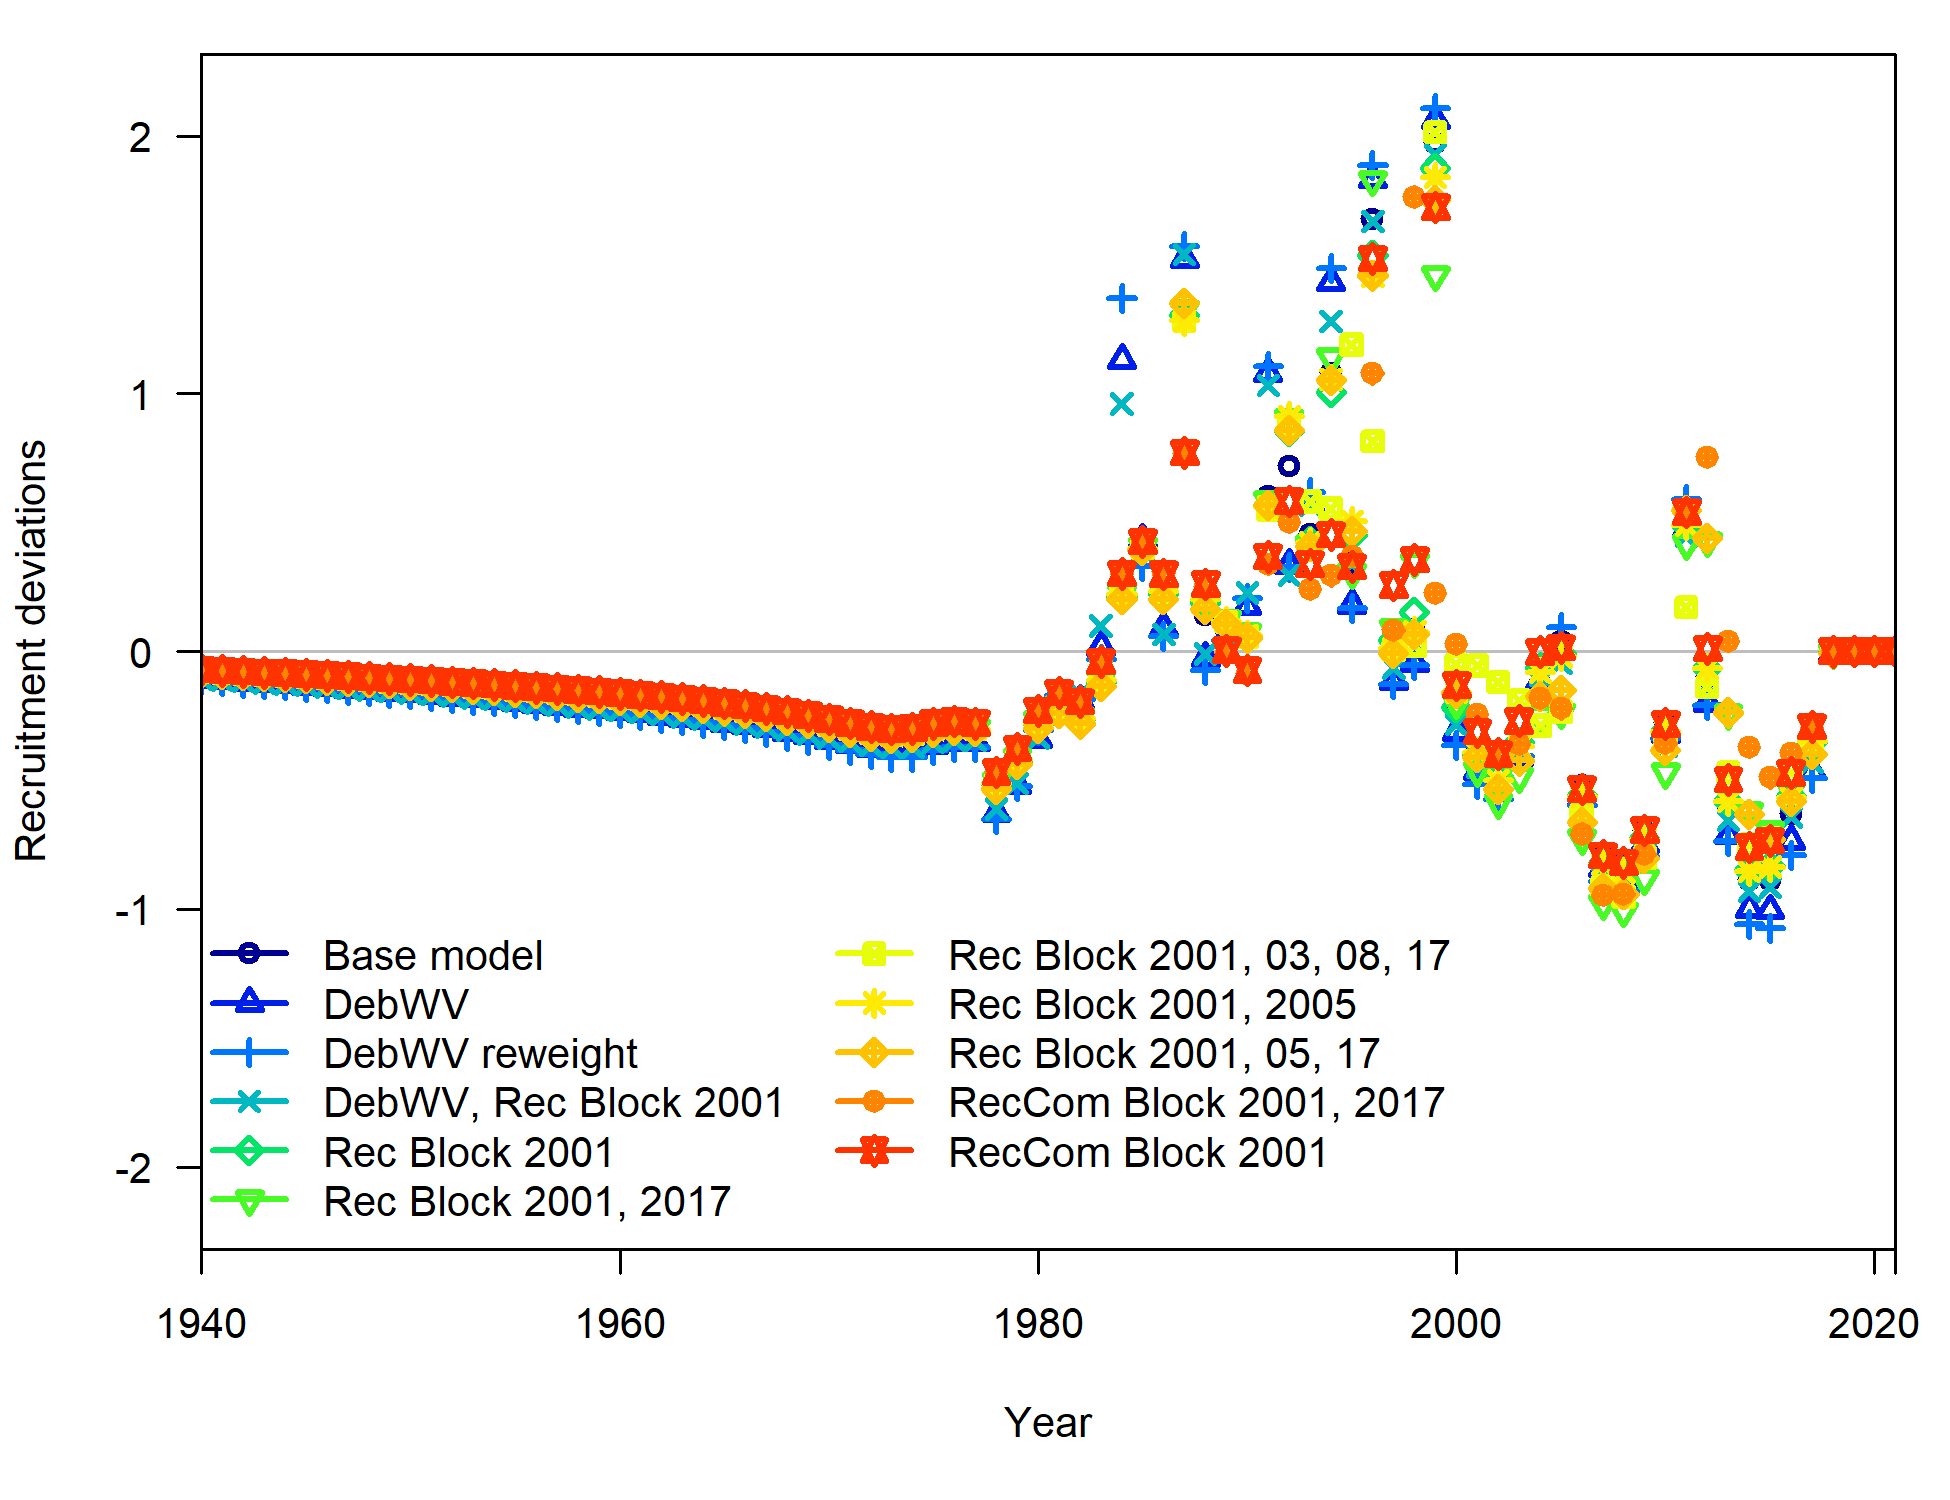 Recruitment deviations
2
1
0
-1
-2
Base model
DebWV
DebWV reweight
DebWV, Rec Block 2001
Rec Block 2001
Rec Block 2001, 2017
Rec Block 2001, 03, 08, 17
Rec Block 2001, 2005
Rec Block 2001, 05, 17
RecCom Block 2001, 2017
RecCom Block 2001
1940 1960 1980 2000 2020
Year